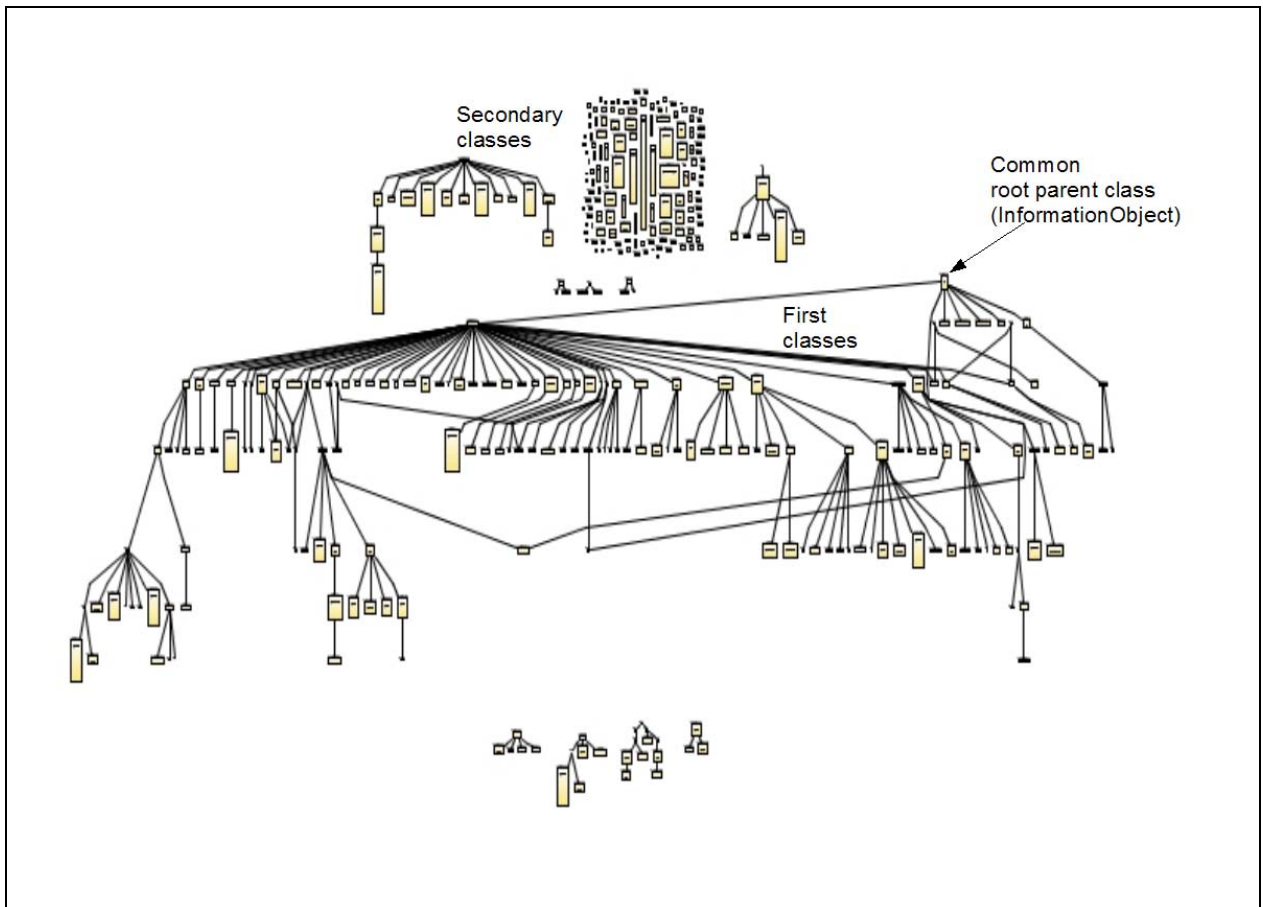 Secondary
classes
Common
root parent class
(InformationObject)
First
classes